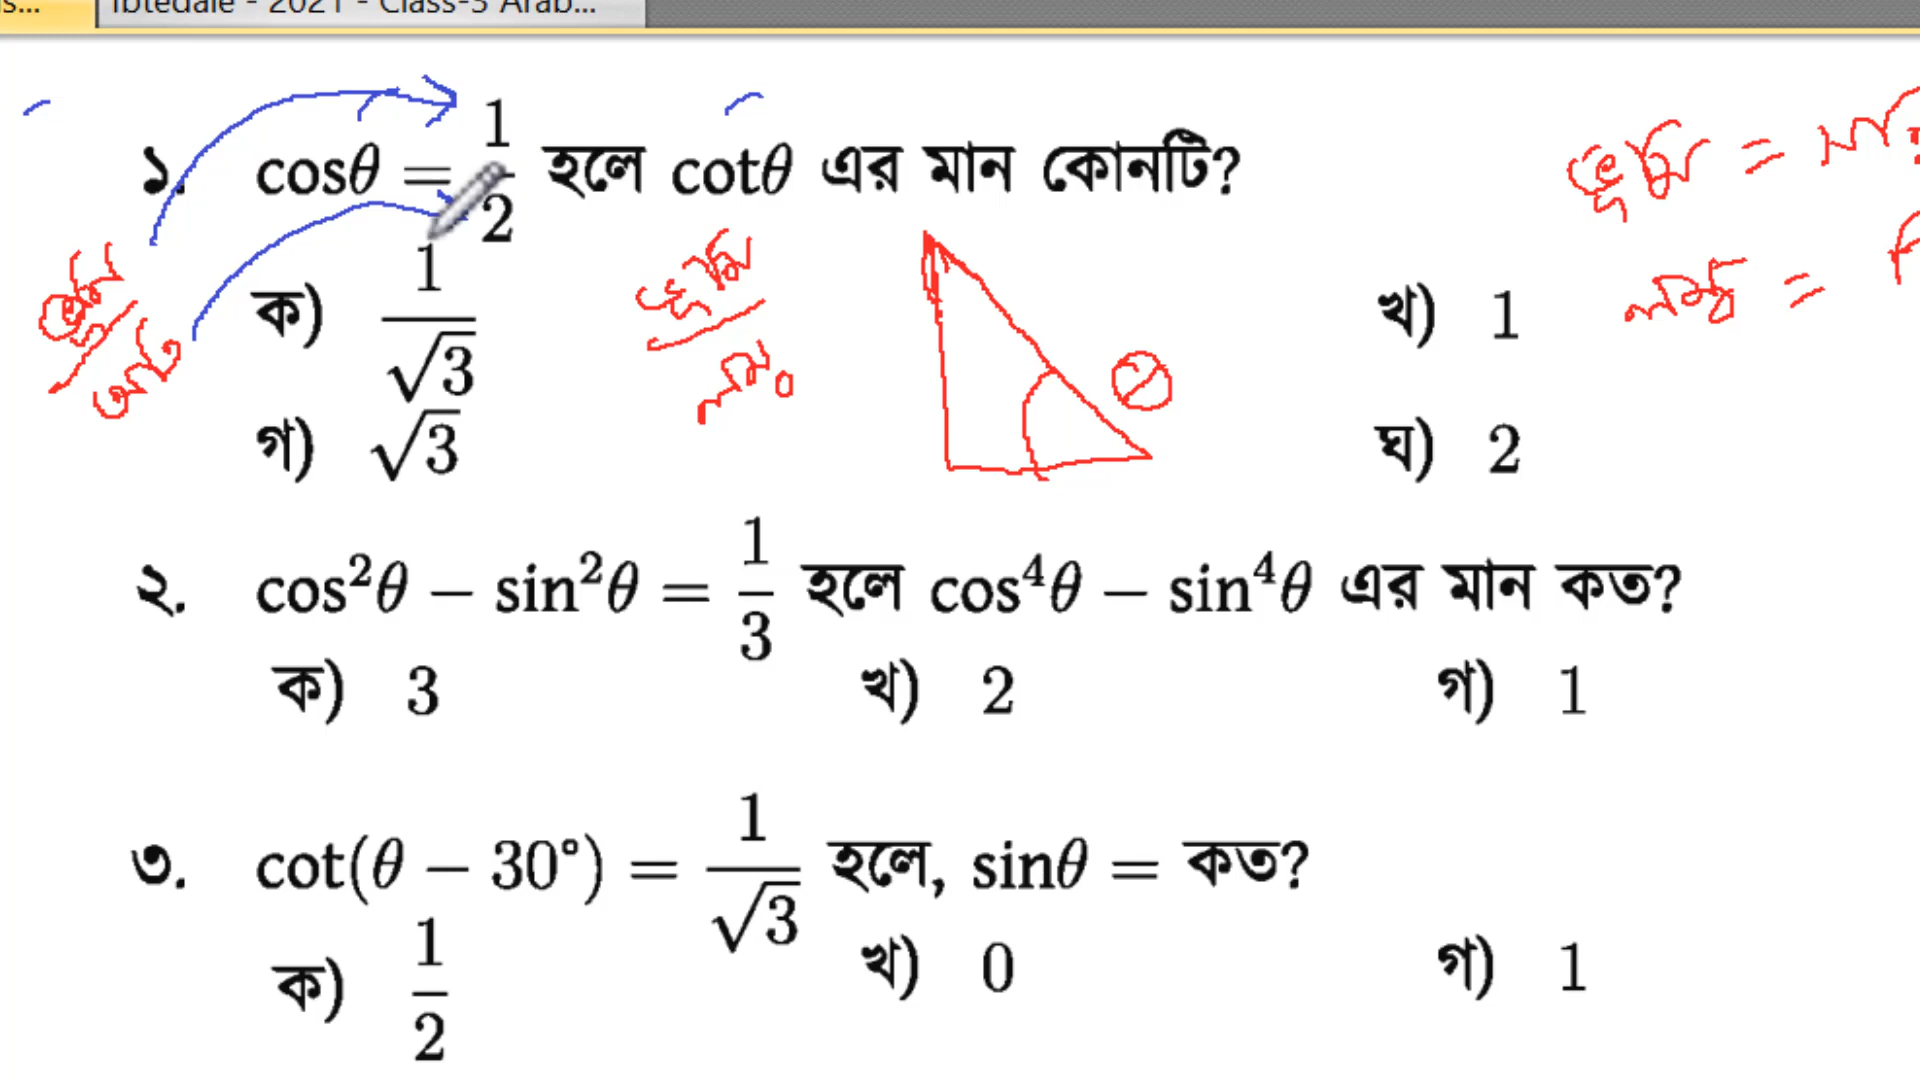 s...
Ibtedaie - 2021 - Class-3 Arab...
১. cosθ = 1/2 হলে cotθ এর মান কোনটি?
ক) 1/√3
খ) 1
গ) √3
ঘ) 2
২. cos²θ − sin²θ = 1/3 হলে cos⁴θ − sin⁴θ এর মান কত?
ক) 3 খ) 2 গ) 1
৩. cot(θ − 30°) = 1/√3 হলে, sinθ = কত?
ক) 1/2 খ) 0 গ) 1
θ